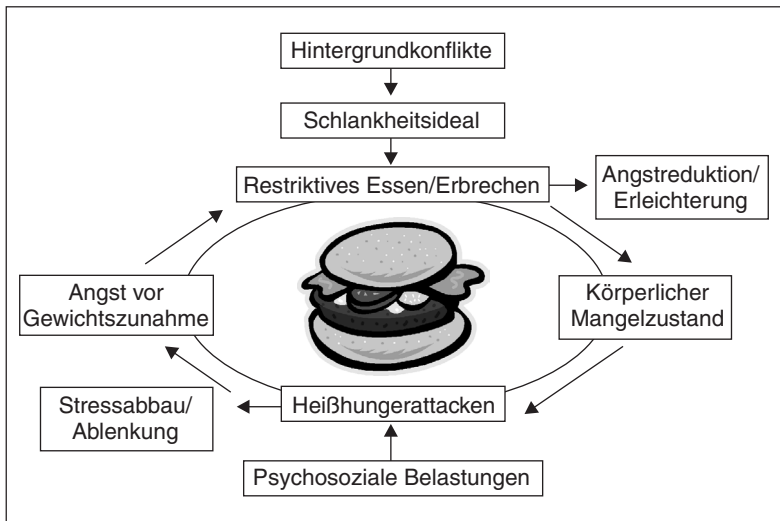 Hintergrundkonflikte
Schlankheitsideal
Restriktives Essen/Erbrechen
Angstreduktion/
Erleichterung
Angst vor
Gewichtszunahme
Körperlicher
Mangelzustand
Stressabbau/
Ablenkung
Heißhungerattacken
Psychosoziale Belastungen